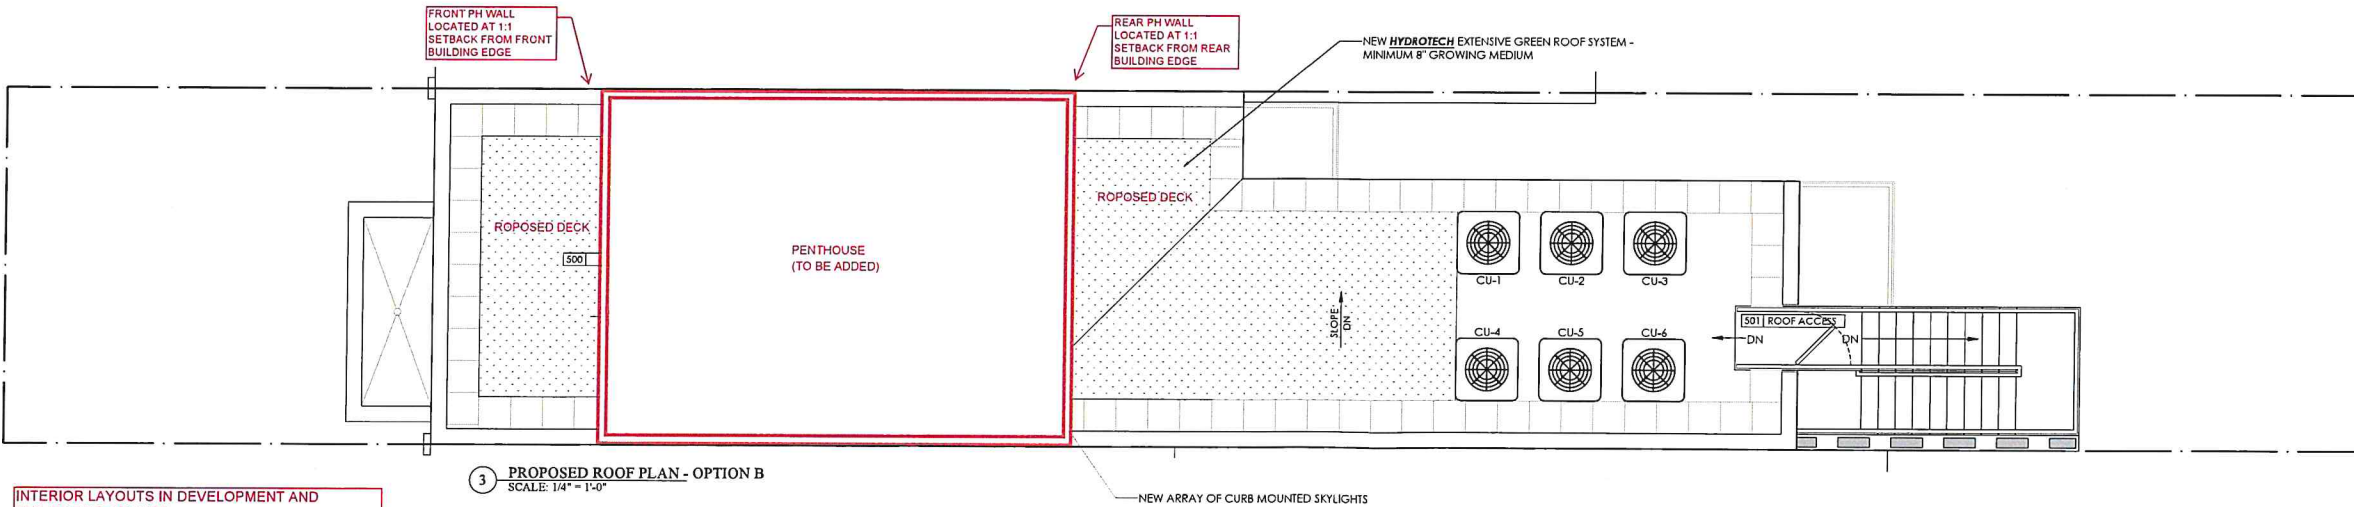 FRONT PH WALL
LOCATED AT 1:1
SETBACK FROM FRONT
BUILDING EDGE
REAR PH WALL
LOCATED AT 1:1
SETBACK FROM REAR
BUILDING EDGE
NEW HYDROTECH EXTENSIVE GREEN ROOF SYSTEM -
MINIMUM 8" GROWING MEDIUM
ROPOSED DECK
500
PENTHOUSE
(TO BE ADDED)
ROPOSED DECK
SLOPE
DN
CU-1
CU-2
CU-3
CU-4
CU-5
CU-6
501 ROOF ACCESS
DN
DN
3 PROPOSED ROOF PLAN - OPTION B
SCALE: 1/4" = 1'-0"
NEW ARRAY OF CURB MOUNTED SKYLIGHTS
INTERIOR LAYOUTS IN DEVELOPMENT AND